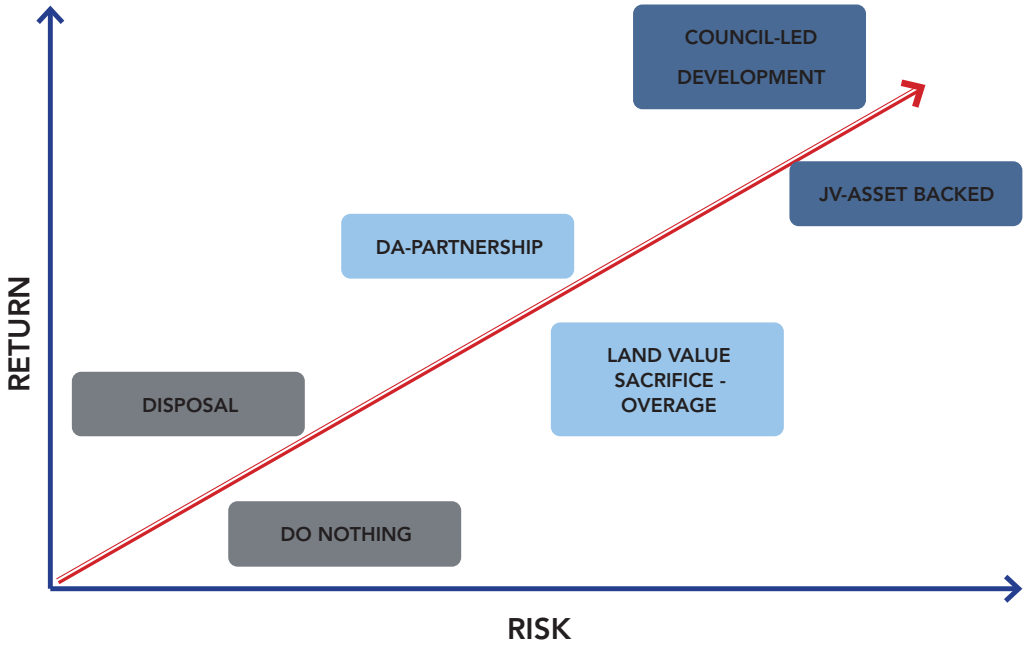 COUNCIL-LED
DEVELOPMENT
JV-ASSET BACKED
DA-PARTNERSHIP
RETURN
LAND VALUE
SACRIFICE -
OVERAGE
DISPOSAL
DO NOTHING
RISK